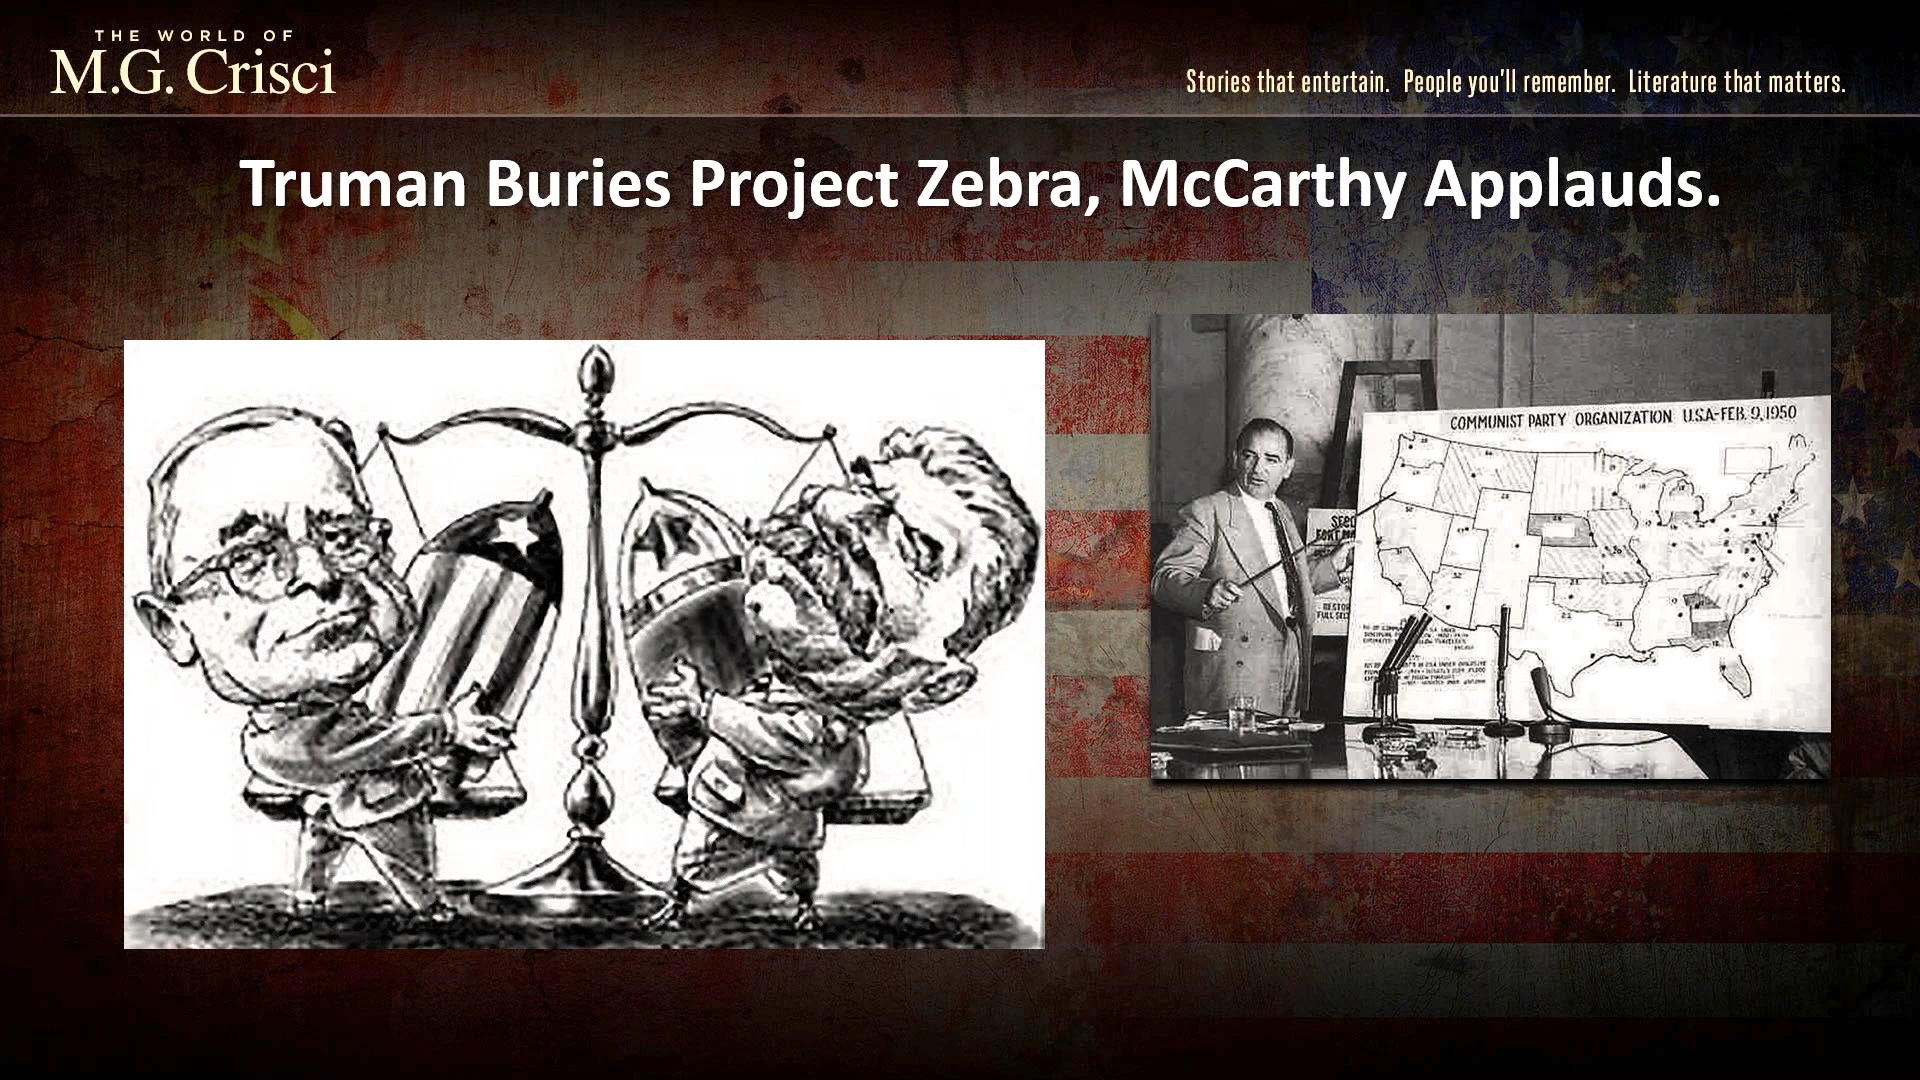 THE WORLD OF
M.G. Crisci
Stories that entertain. People you'll remember. Literature that matters.
Truman Buries Project Zebra, McCarthy Applauds.
COMMUNIST PARTY ORGANIZATION U.S.A-FEB. 9, 1950